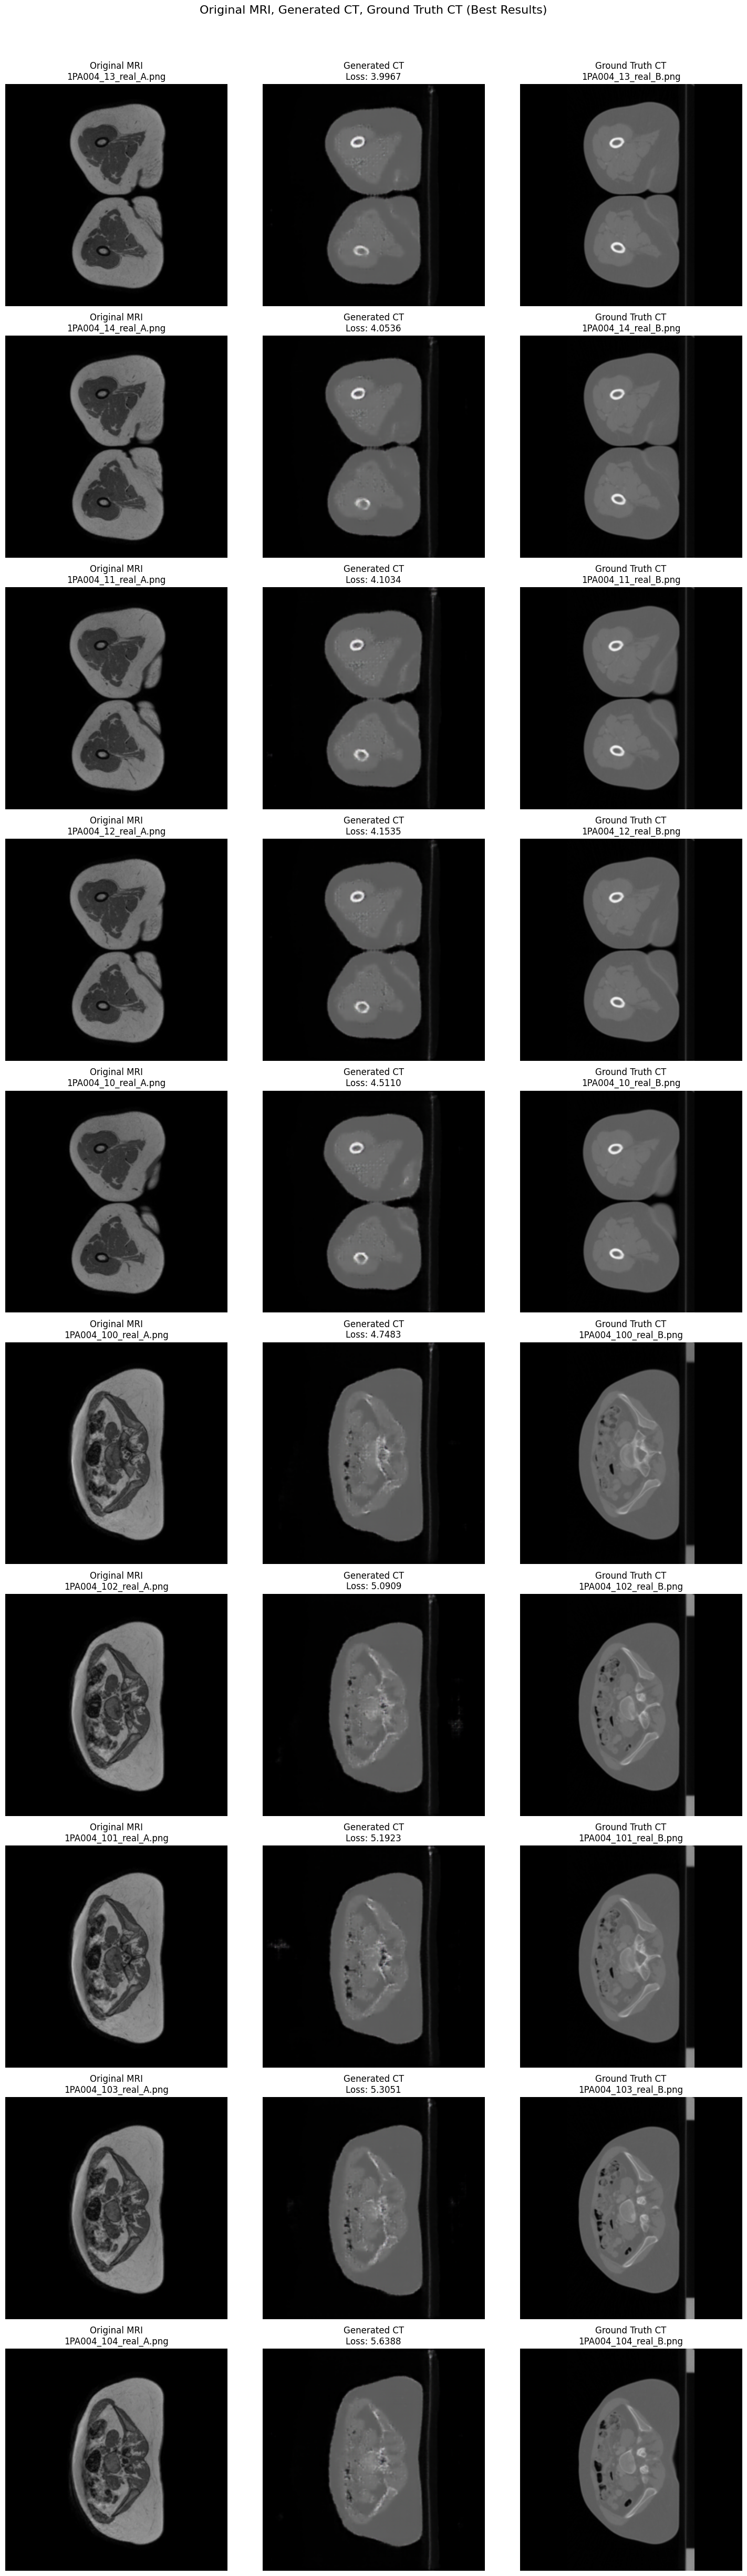 Original MRI, Generated CT, Ground Truth CT (Best Results)
Original MRI
1PA004_13_real_A.png
Generated CT
Loss: 3.9967
Ground Truth CT
1PA004_13_real_B.png
Original MRI
1PA004_14_real_A.png
Generated CT
Loss: 4.0536
Ground Truth CT
1PA004_14_real_B.png
Original MRI
1PA004_11_real_A.png
Generated CT
Loss: 4.1034
Ground Truth CT
1PA004_11_real_B.png
Original MRI
1PA004_12_real_A.png
Generated CT
Loss: 4.1535
Ground Truth CT
1PA004_12_real_B.png
Original MRI
1PA004_10_real_A.png
Generated CT
Loss: 4.5110
Ground Truth CT
1PA004_10_real_B.png
Original MRI
1PA004_100_real_A.png
Generated CT
Loss: 4.7483
Ground Truth CT
1PA004_100_real_B.png
Original MRI
1PA004_102_real_A.png
Generated CT
Loss: 5.0909
Ground Truth CT
1PA004_102_real_B.png
Original MRI
1PA004_101_real_A.png
Generated CT
Loss: 5.1923
Ground Truth CT
1PA004_101_real_B.png
Original MRI
1PA004_103_real_A.png
Generated CT
Loss: 5.3051
Ground Truth CT
1PA004_103_real_B.png
Original MRI
1PA004_104_real_A.png
Generated CT
Loss: 5.6388
Ground Truth CT
1PA004_104_real_B.png